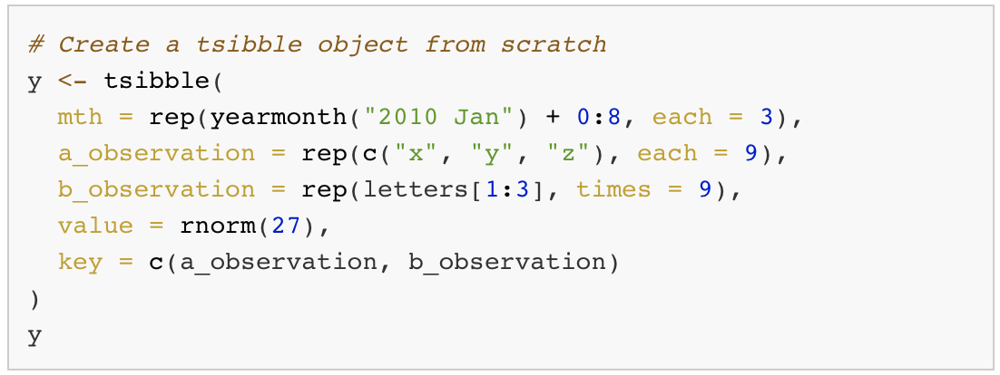 # Create a tsibble object from scratch
y <- tsibble(
  mth = rep(yearmonth("2010 Jan") + 0:8, each = 3),
  a_observation = rep(c("x", "y", "z"), each = 9),
  b_observation = rep(letters[1:3], times = 9),
  value = rnorm(27),
  key = c(a_observation, b_observation)
)
y